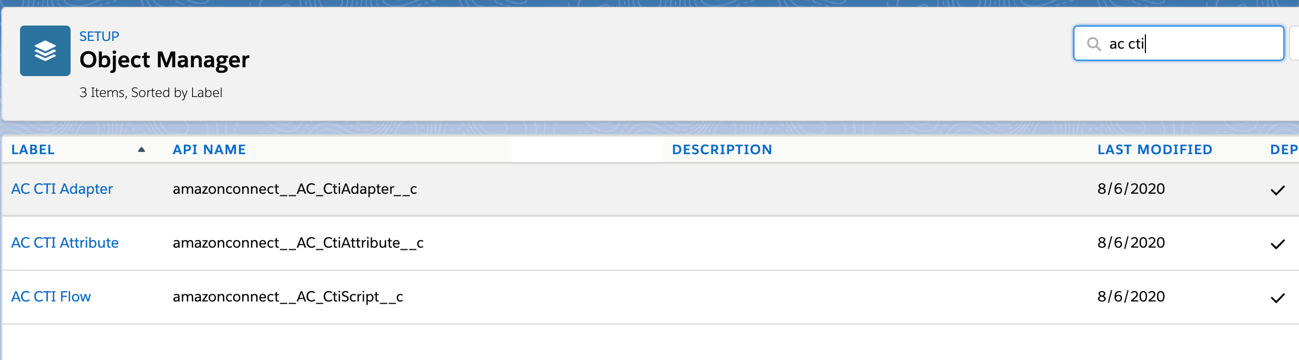 SETUP
Object Manager
3 Items, Sorted by Label
ac cti
LABEL API NAME DESCRIPTION LAST MODIFIED DEP
AC CTI Adapter amazonconnect__AC_CtiAdapter__c 8/6/2020
AC CTI Attribute amazonconnect__AC_CtiAttribute__c 8/6/2020
AC CTI Flow amazonconnect__AC_CtiScript__c 8/6/2020